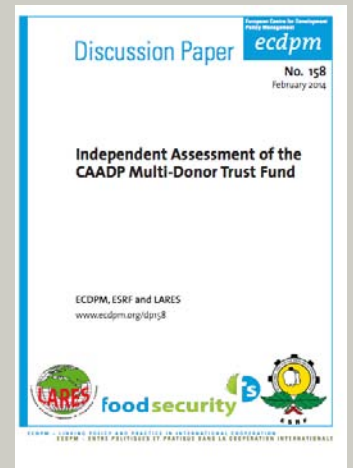 European Centre for Development
Policy Management
ecdpm
Discussion Paper
No. 158
February 2014
Independent Assessment of the
CAADP Multi-Donor Trust Fund
ECDPM, ESRF and LARES
www.ecdpm.org/dp158
LARES
food security
ESRF
ECDPM – LINKING POLICY AND PRACTICE IN INTERNATIONAL COOPERATION
ECDPM – ENTRE POLITIQUES ET PRATIQUE DANS LA COOPÉRATION INTERNATIONALE